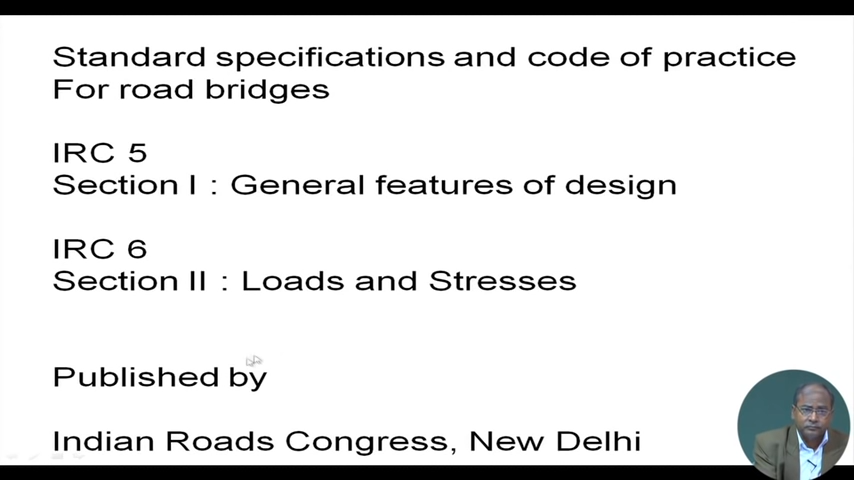 Standard specifications and code of practice
For road bridges
IRC 5
Section I : General features of design
IRC 6
Section II : Loads and Stresses
Published by
Indian Roads Congress, New Delhi